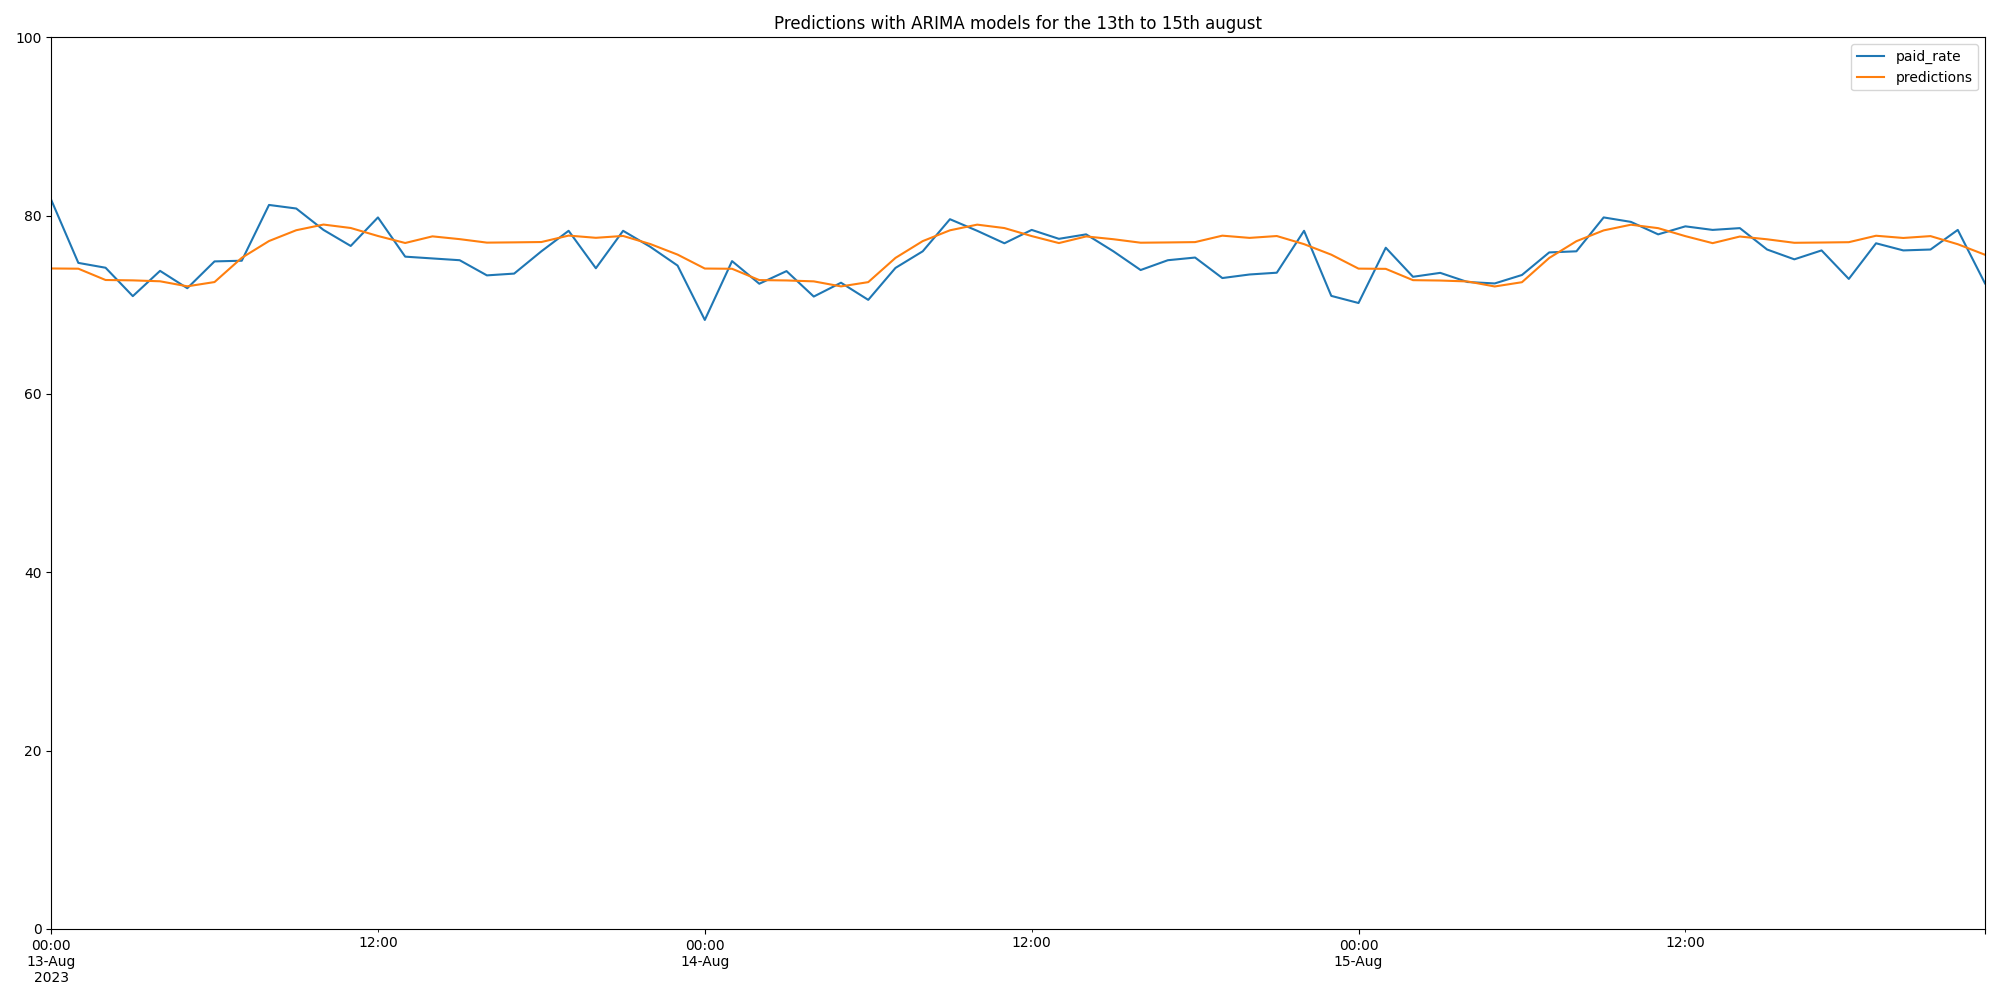 Predictions with ARIMA models for the 13th to 15th august
100
80
60
40
20
0
paid_rate
predictions
00:00
13-Aug
2023
12:00
00:00
14-Aug
12:00
00:00
15-Aug
12:00